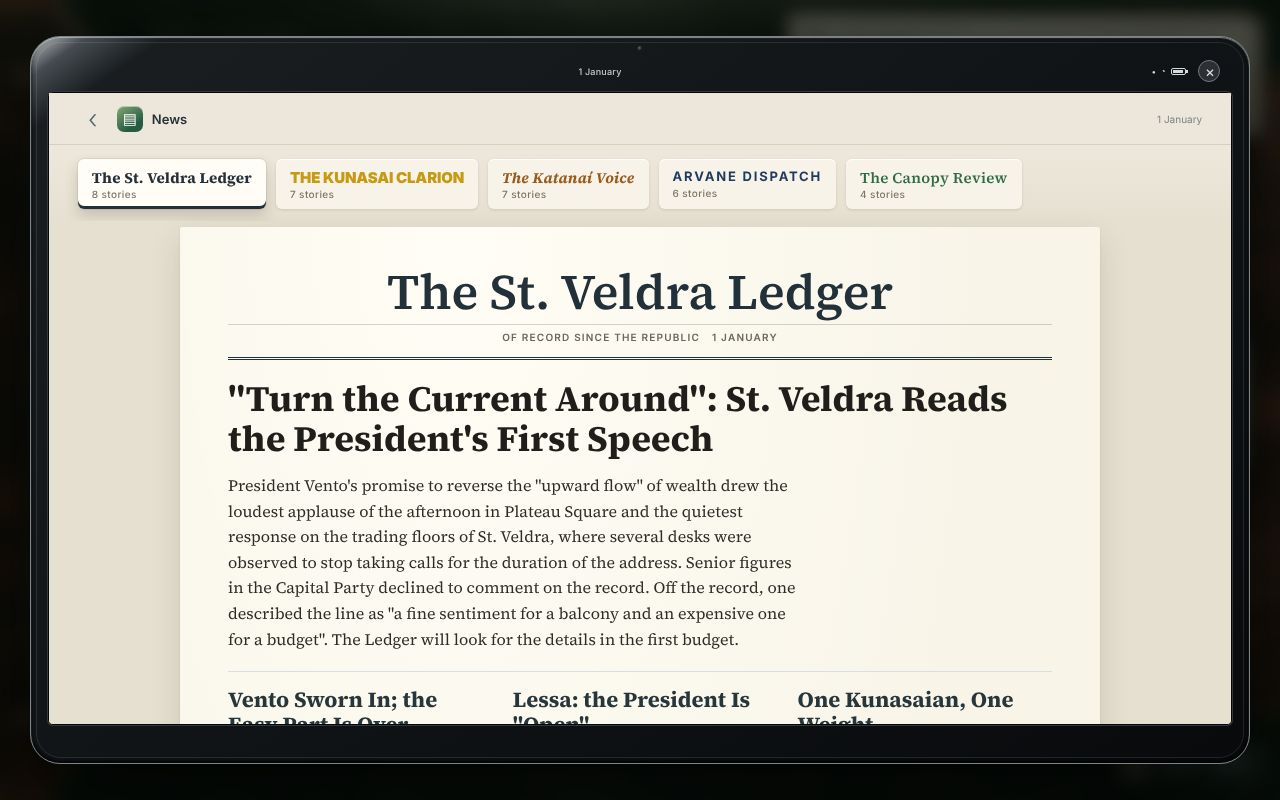 1 January
News
1 January
The St. Veldra Ledger
8 stories
THE KUNASAI CLARION
7 stories
The Katanai Voice
7 stories
ARVANE DISPATCH
6 stories
The Canopy Review
4 stories
The St. Veldra Ledger
OF RECORD SINCE THE REPUBLIC 1 JANUARY
"Turn the Current Around": St. Veldra Reads
the President's First Speech
President Vento's promise to reverse the "upward flow" of wealth drew the
loudest applause of the afternoon in Plateau Square and the quietest
response on the trading floors of St. Veldra, where several desks were
observed to stop taking calls for the duration of the address. Senior figures
in the Capital Party declined to comment on the record. Off the record, one
described the line as "a fine sentiment for a balcony and an expensive one
for a budget". The Ledger will look for the details in the first budget.
Vento Sworn In; the
Easy Part Is Over
Lessa: the President Is
"Open"
One Kunasaian, One
Weight